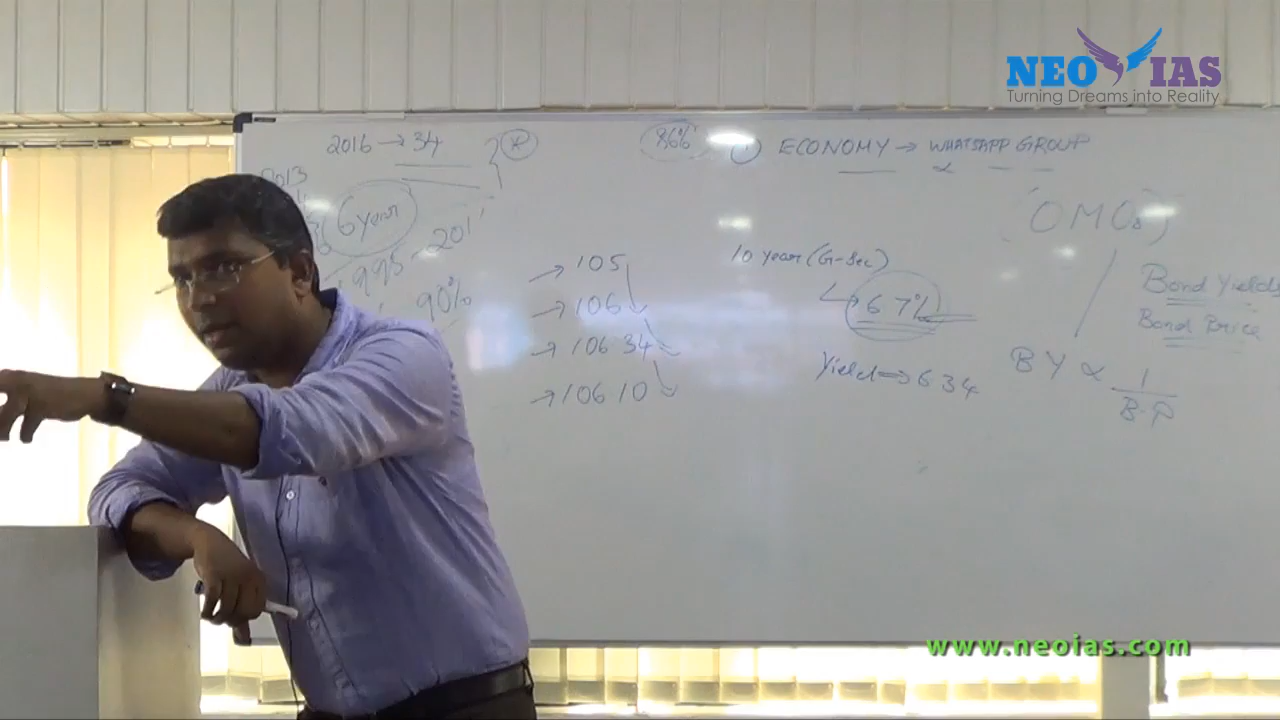 NEO IAS
Turning Dreams into Reality
2016 → 34
86%
1 ECONOMY → WHATSAPP GROUP
2013
6 year
1995 - 2011
90%
OMOs
→ 105
→ 106
→ 106 34
→ 106 10
10 year (G-Sec)
6 7%
Yield → 6 34
Bond Yields
Bond Price
B Y ∝ 1
B.P
www.neoias.com